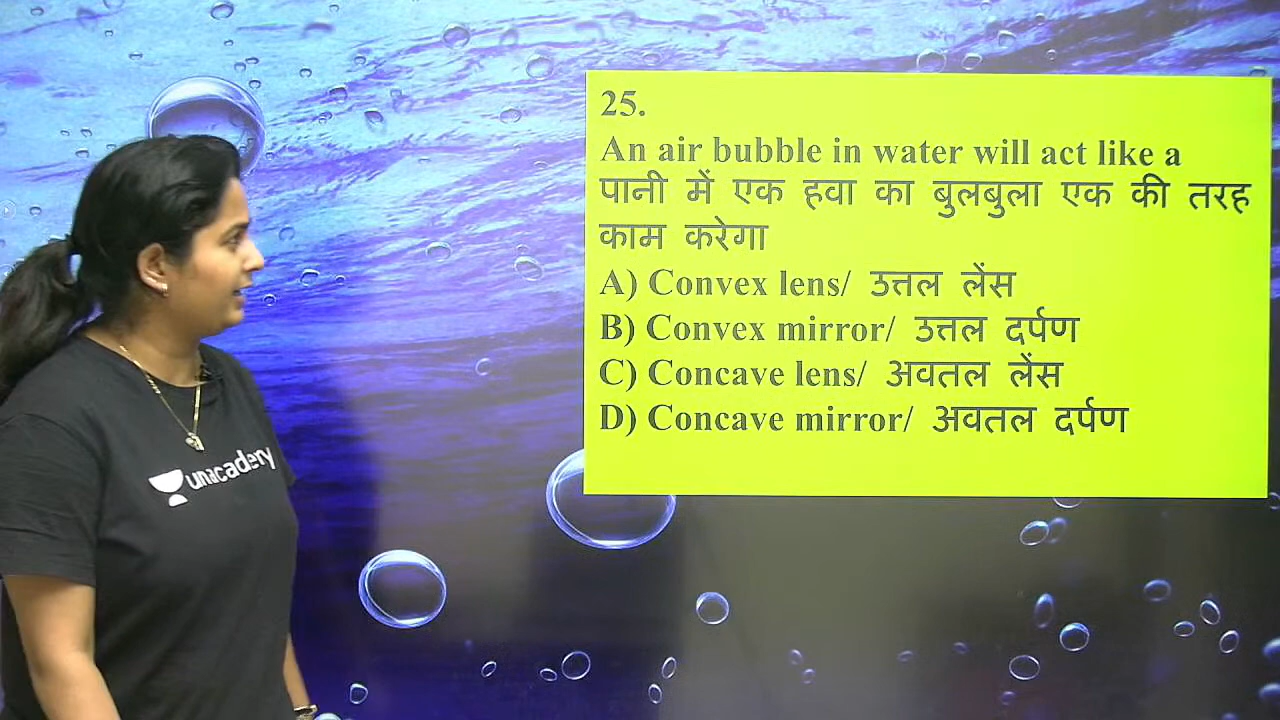 25.
An air bubble in water will act like a
पानी में एक हवा का बुलबुला एक की तरह
काम करेगा
A) Convex lens/ उत्तल लेंस
B) Convex mirror/ उत्तल दर्पण
C) Concave lens/ अवतल लेंस
D) Concave mirror/ अवतल दर्पण
unacademy